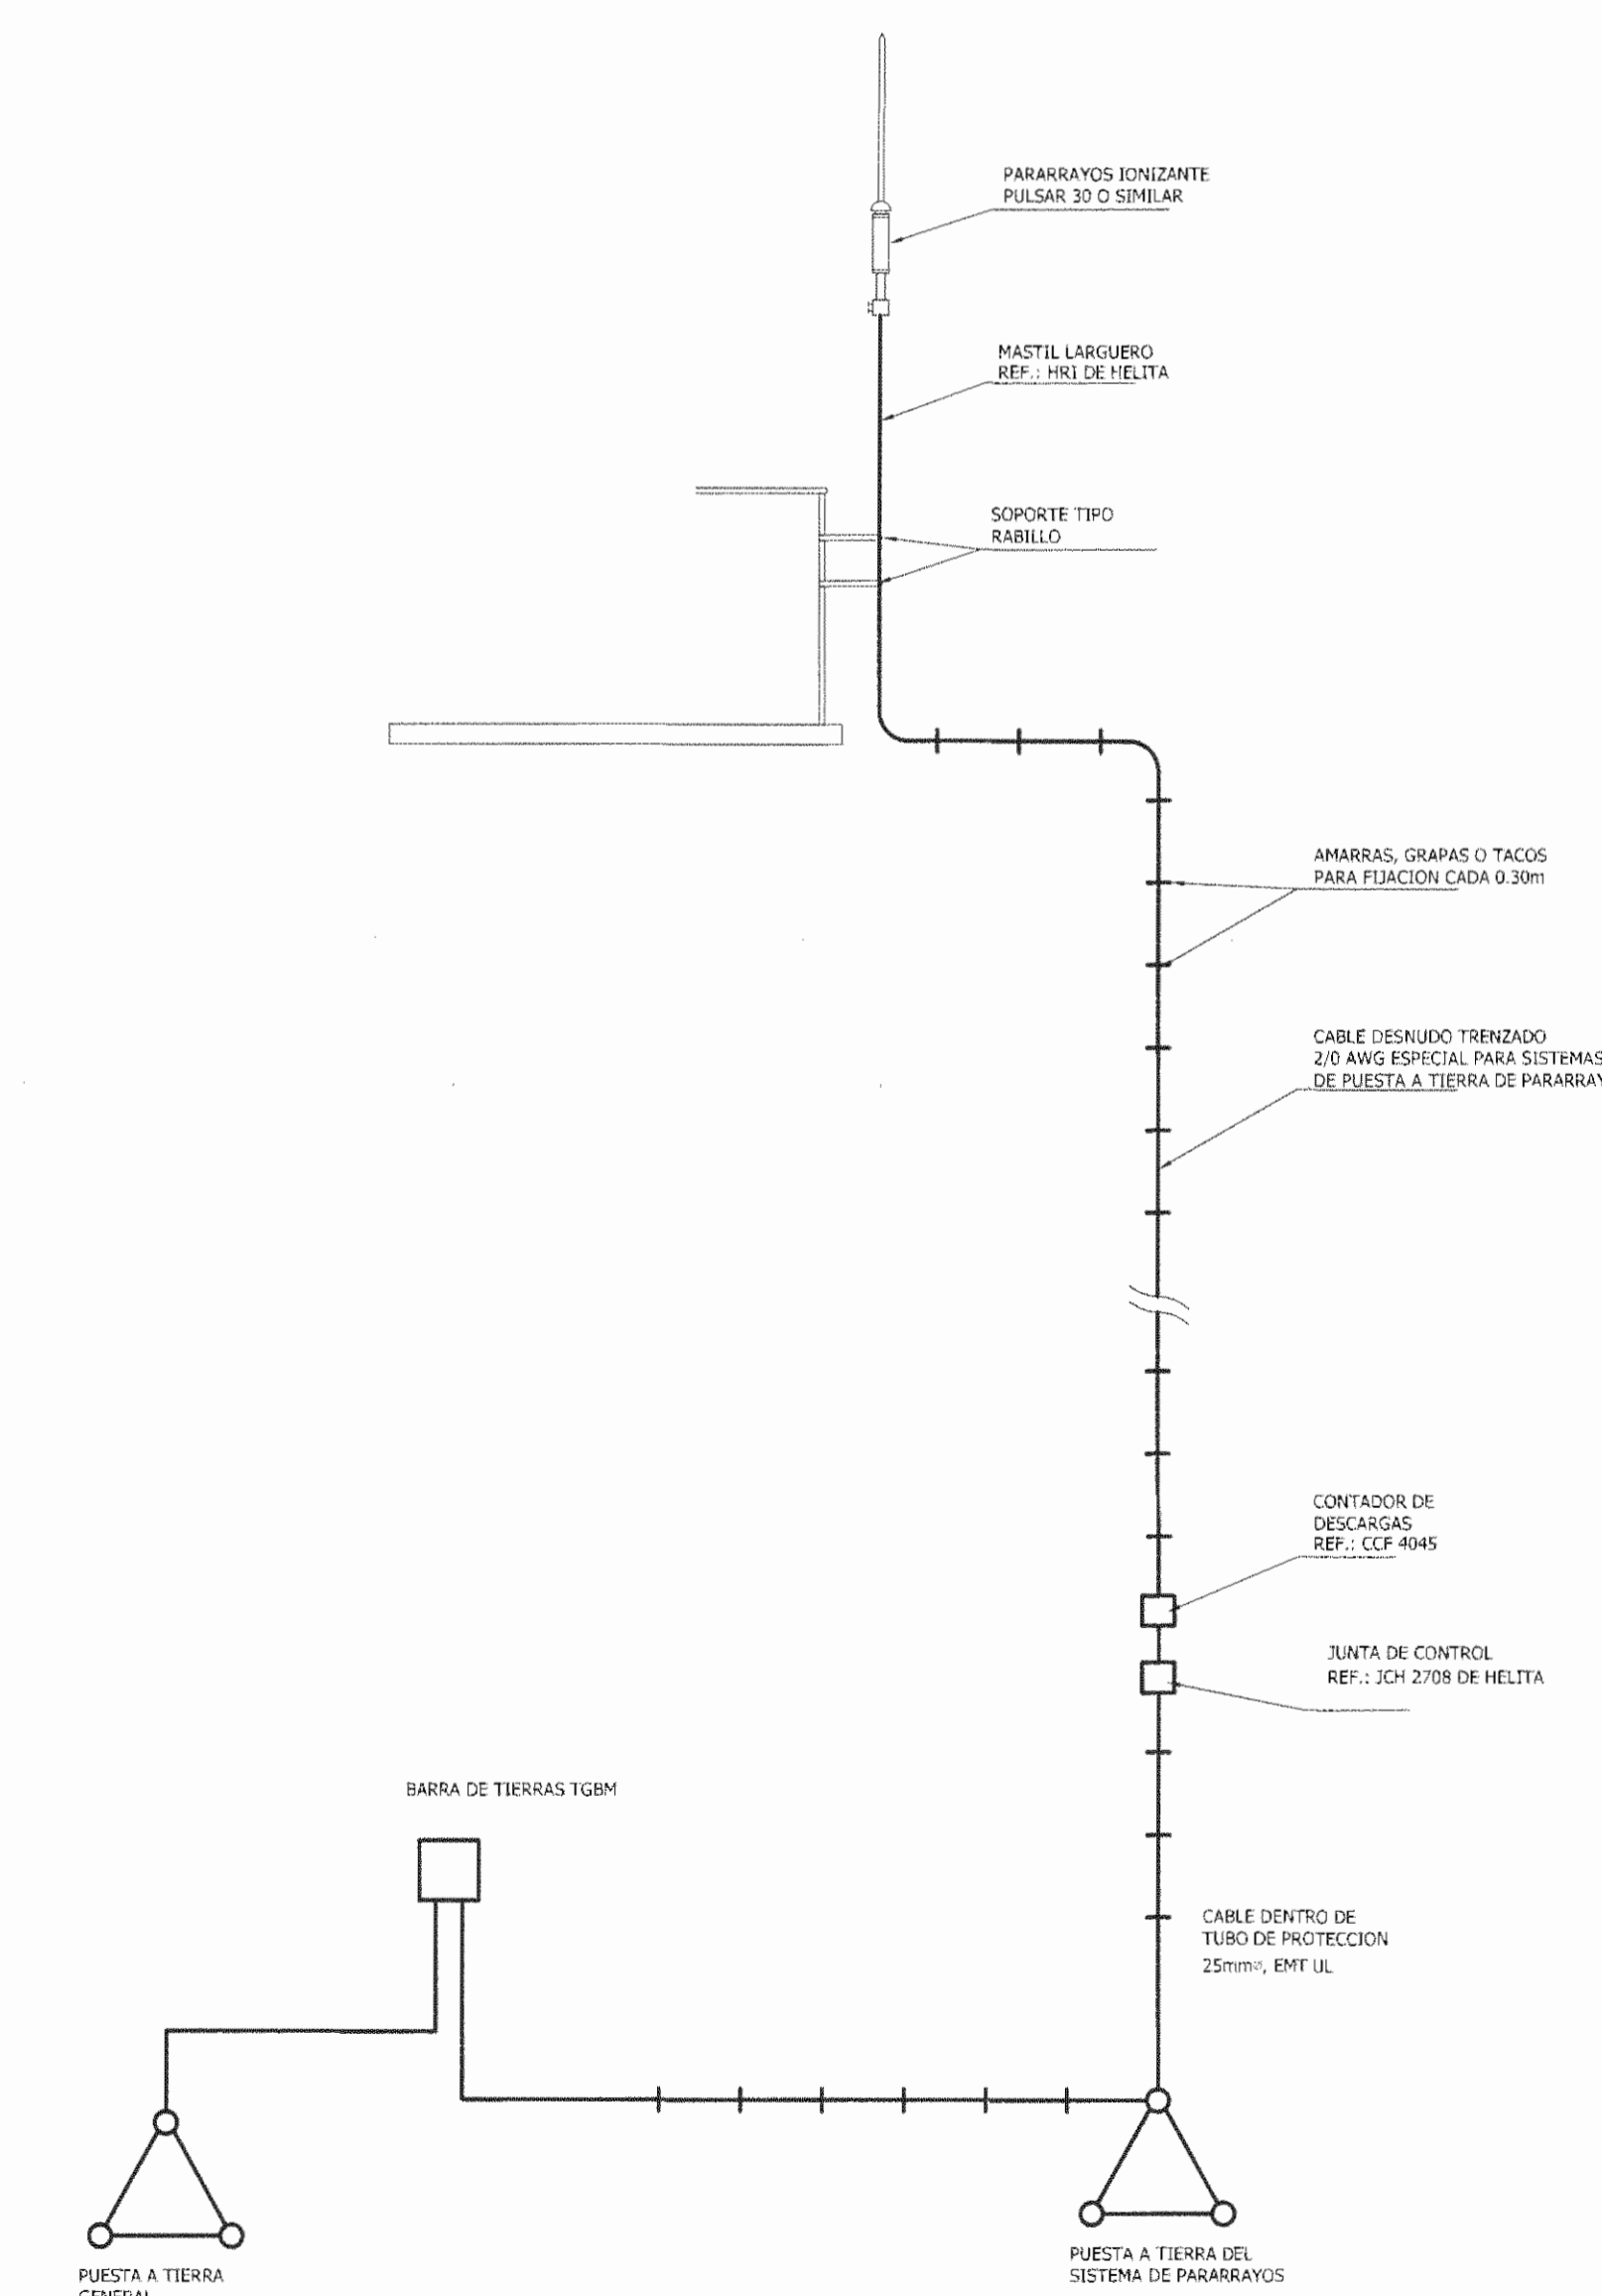 PARARRAYOS IONIZANTE
PULSAR 30 O SIMILAR
MASTIL LARGUERO
REF.: HRI DE HELITA
SOPORTE TIPO
RABILLO
AMARRAS, GRAPAS O TACOS
PARA FIJACION CADA 0.30m
CABLE DESNUDO TRENZADO
2/0 AWG ESPECIAL PARA SISTEMAS
DE PUESTA A TIERRA DE PARARRAY
CONTADOR DE
DESCARGAS
REF.: CCF 4045
JUNTA DE CONTROL
REF.: JCH 2708 DE HELITA
BARRA DE TIERRAS TGBM
CABLE DENTRO DE
TUBO DE PROTECCION
25mmø, EMT UL
PUESTA A TIERRA
GENERAL
PUESTA A TIERRA DEL
SISTEMA DE PARARRAYOS